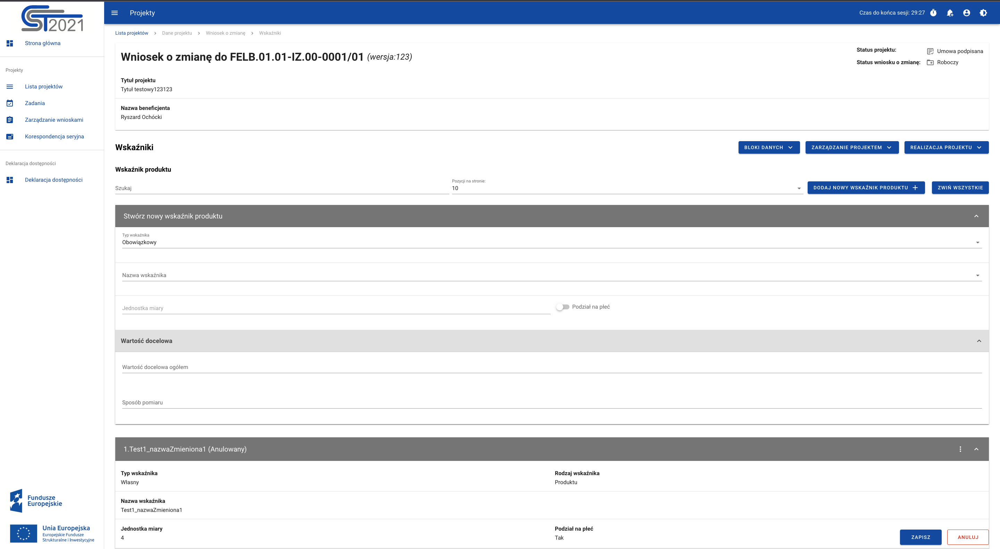 CST2021
Strona główna
Projekty
Lista projektów
Zadania
Zarządzanie wnioskami
Korespondencja seryjna
Deklaracja dostępności
Deklaracja dostępności
Fundusze
Europejskie
Unia Europejska
Europejskie Fundusze
Strukturalne i Inwestycyjne
Projekty
Czas do końca sesji: 29:27
Lista projektów > Dane projektu > Wniosek o zmianę > Wskaźniki
Wniosek o zmianę do FELB.01.01-IZ.00-0001/01 (wersja:123)
Status projektu: Umowa podpisana
Status wniosku o zmianę: Roboczy
Tytuł projektu
Tytuł testowy123123
Nazwa beneficjenta
Ryszard Ochócki
Wskaźniki
BLOKI DANYCH
ZARZĄDZANIE PROJEKTEM
REALIZACJA PROJEKTU
Wskaźnik produktu
Szukaj
Pozycji na stronie:
10
DODAJ NOWY WSKAŹNIK PRODUKTU
ZWIŃ WSZYSTKIE
Stwórz nowy wskaźnik produktu
Typ wskaźnika
Obowiązkowy
Nazwa wskaźnika
Jednostka miary
Podział na płeć
Wartość docelowa
Wartość docelowa ogółem
Sposób pomiaru
1.Test1_nazwaZmieniona1 (Anulowany)
Typ wskaźnika
Własny
Rodzaj wskaźnika
Produktu
Nazwa wskaźnika
Test1_nazwaZmieniona1
Jednostka miary
4
Podział na płeć
Tak
ZAPISZ
ANULUJ